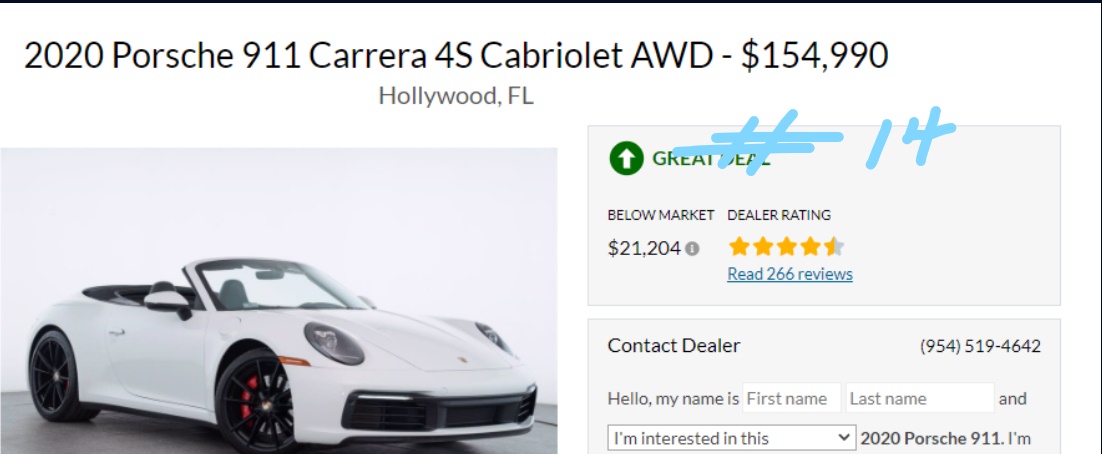 2020 Porsche 911 Carrera 4S Cabriolet AWD - $154,990
Hollywood, FL
# 14
GREAT DEAL
BELOW MARKET DEALER RATING
$21,204
Read 266 reviews
Contact Dealer (954) 519-4642
Hello, my name is First name Last name and
I'm interested in this 2020 Porsche 911. I'm